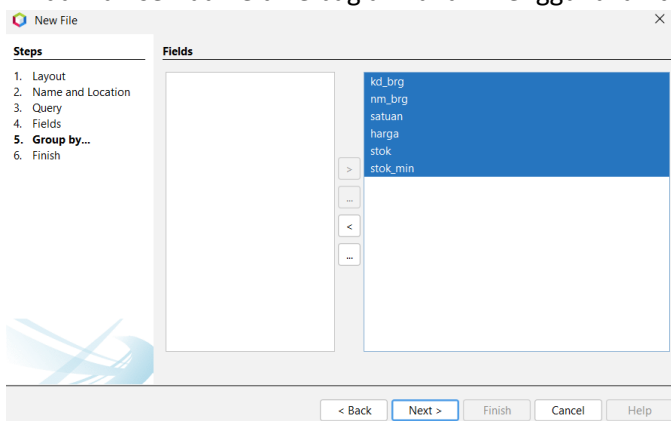 New File
Steps
Fields
1. Layout
2. Name and Location
3. Query
4. Fields
5. Group by...
6. Finish
kd_brg
nm_brg
satuan
harga
stok
stok_min
>
...
<
...
< Back
Next >
Finish
Cancel
Help